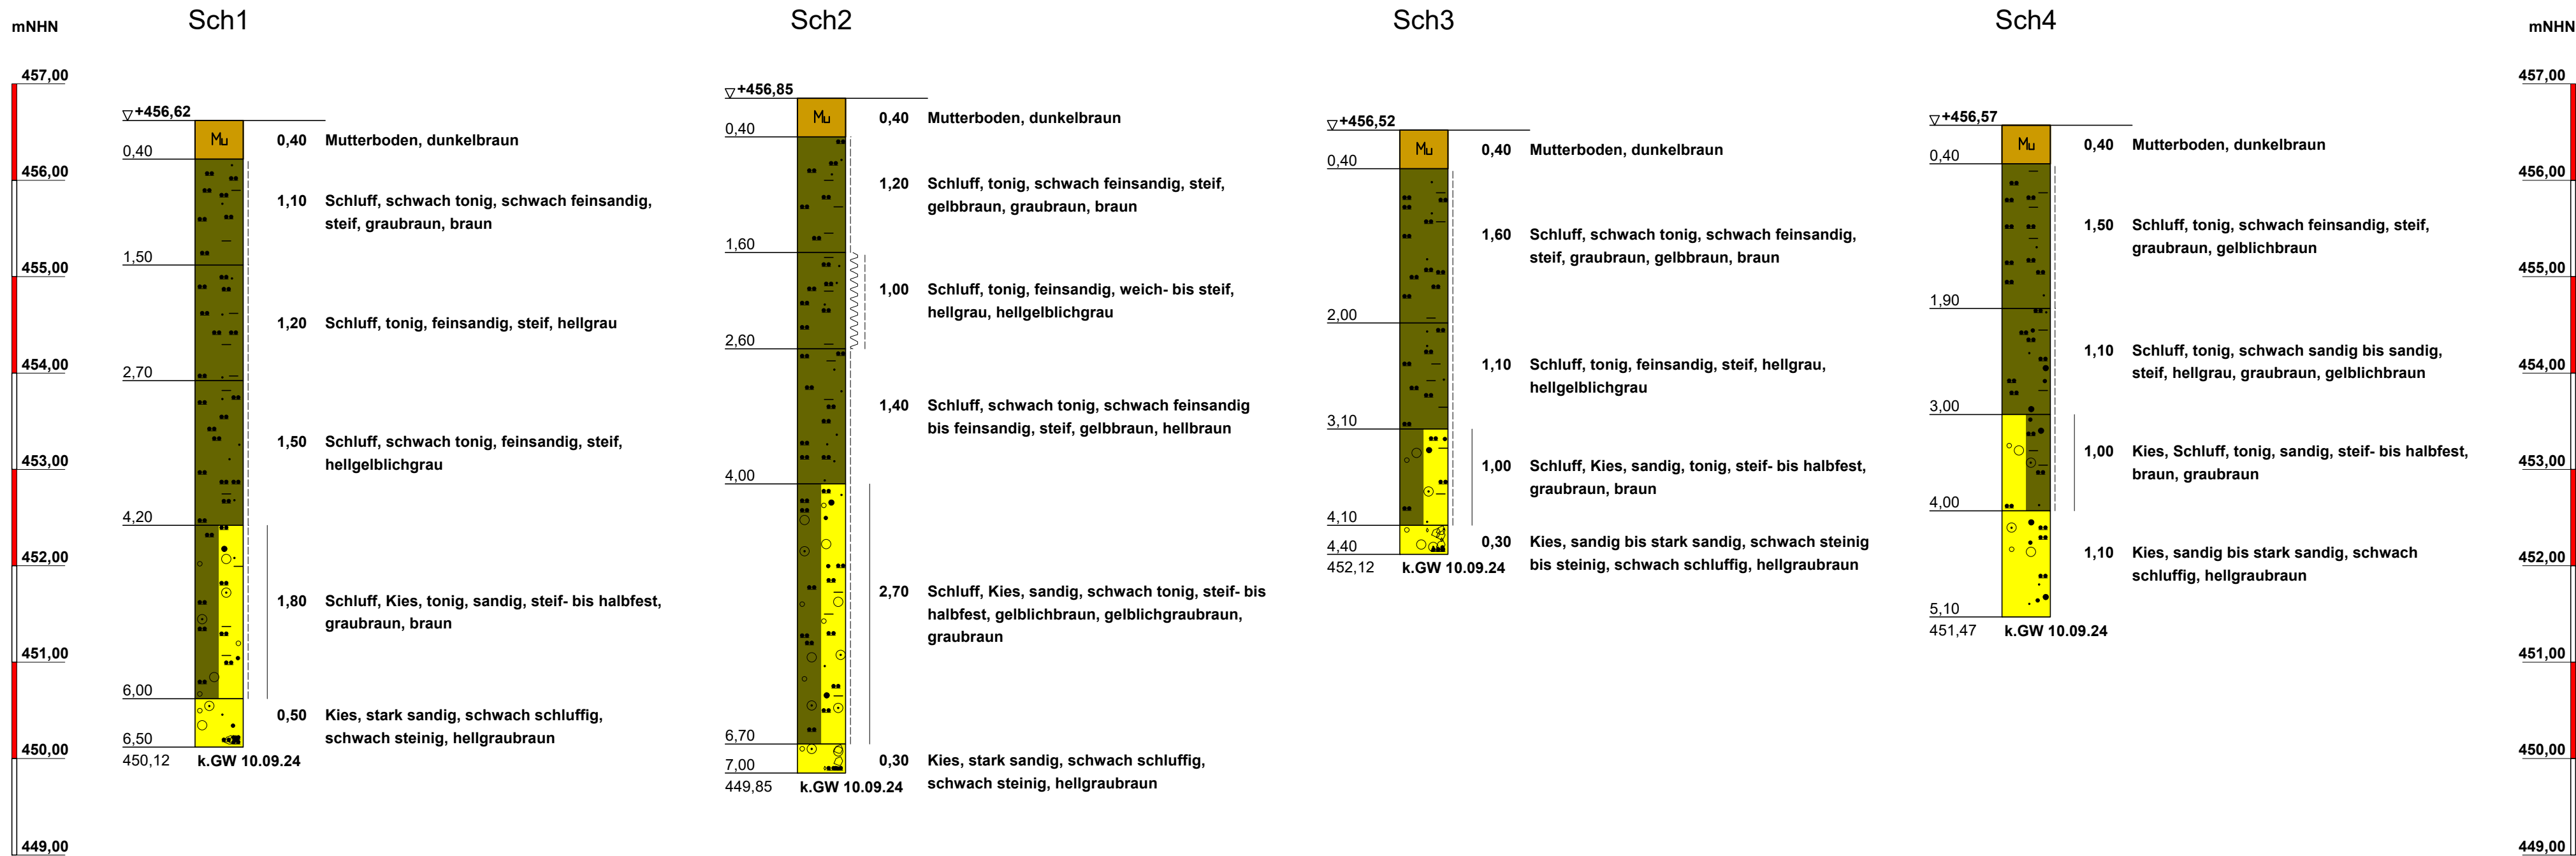 mNHN
457,00
456,00
455,00
454,00
453,00
452,00
451,00
450,00
449,00
Sch1
+456,62
Mu
0,40
0,40 Mutterboden, dunkelbraun
1,10 Schluff, schwach tonig, schwach feinsandig,
steif, graubraun, braun
1,50
1,20 Schluff, tonig, feinsandig, steif, hellgrau
2,70
1,50 Schluff, schwach tonig, feinsandig, steif,
hellgelblichgrau
4,20
1,80 Schluff, Kies, tonig, sandig, steif- bis halbfest,
graubraun, braun
6,00
0,50 Kies, stark sandig, schwach schluffig,
schwach steinig, hellgraubraun
6,50
450,12 k.GW 10.09.24
Sch2
+456,85
Mu
0,40 Mutterboden, dunkelbraun
0,40
1,20 Schluff, tonig, schwach feinsandig, steif,
gelbbraun, graubraun, braun
1,60
1,00 Schluff, tonig, feinsandig, weich- bis steif,
hellgrau, hellgelblichgrau
2,60
1,40 Schluff, schwach tonig, schwach feinsandig
bis feinsandig, steif, gelbbraun, hellbraun
4,00
2,70 Schluff, Kies, sandig, schwach tonig, steif- bis
halbfest, gelblichbraun, gelblichgraubraun,
graubraun
6,70
0,30 Kies, stark sandig, schwach schluffig,
schwach steinig, hellgraubraun
7,00
449,85 k.GW 10.09.24
Sch3
+456,52
Mu
0,40 Mutterboden, dunkelbraun
0,40
1,60 Schluff, schwach tonig, schwach feinsandig,
steif, graubraun, gelbbraun, braun
2,00
1,10 Schluff, tonig, feinsandig, steif, hellgrau,
hellgelblichgrau
3,10
1,00 Schluff, Kies, sandig, tonig, steif- bis halbfest,
graubraun, braun
4,10
0,30 Kies, sandig bis stark sandig, schwach steinig
bis steinig, schwach schluffig, hellgraubraun
4,40
452,12 k.GW 10.09.24
Sch4
+456,57
Mu
0,40 Mutterboden, dunkelbraun
0,40
1,50 Schluff, tonig, schwach feinsandig, steif,
graubraun, gelblichbraun
1,90
1,10 Schluff, tonig, schwach sandig bis sandig,
steif, hellgrau, graubraun, gelblichbraun
3,00
1,00 Kies, Schluff, tonig, sandig, steif- bis halbfest,
braun, graubraun
4,00
1,10 Kies, sandig bis stark sandig, schwach
schluffig, hellgraubraun
5,10
451,47 k.GW 10.09.24
mNHN
457,00
456,00
455,00
454,00
453,00
452,00
451,00
450,00
449,00